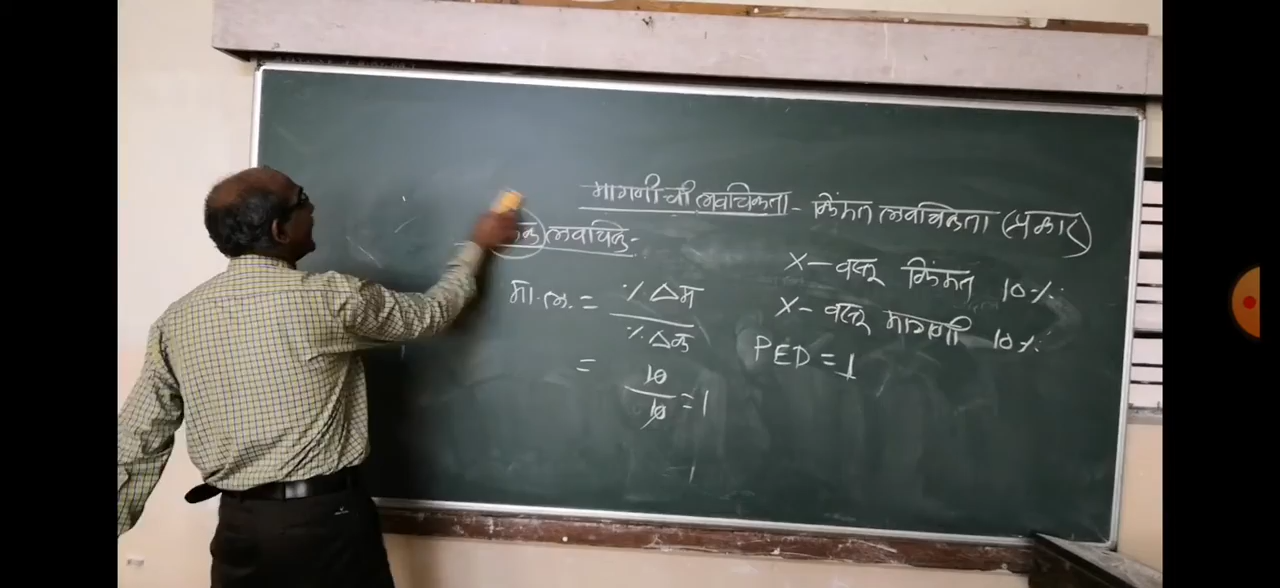 मागणीची लवचिकता - किंमत लवचिकता (प्रकार)
एक लवचिक :-
मा.ल. = % Δम / % Δक
= 10 / 10 = 1
X - वस्तू किंमत 10 %
X - वस्तू मागणी 10 %
PED = 1